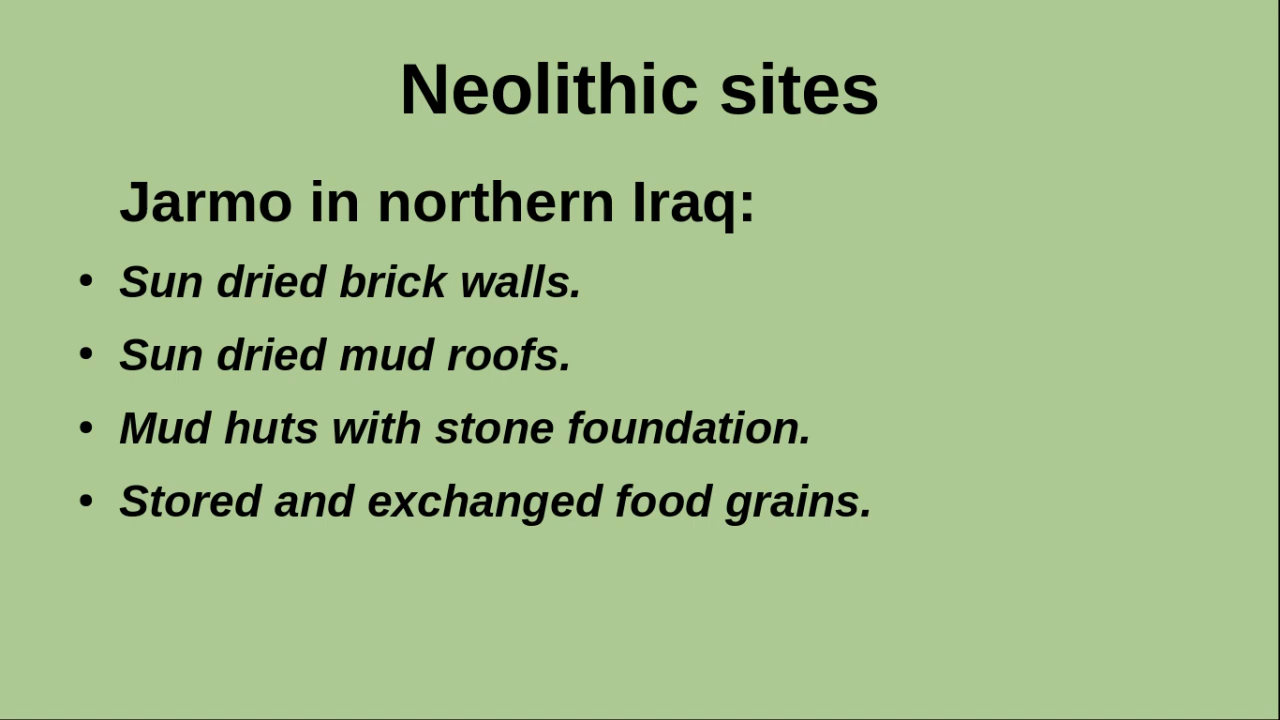 Neolithic sites
Jarmo in northern Iraq:
• Sun dried brick walls.
• Sun dried mud roofs.
• Mud huts with stone foundation.
• Stored and exchanged food grains.